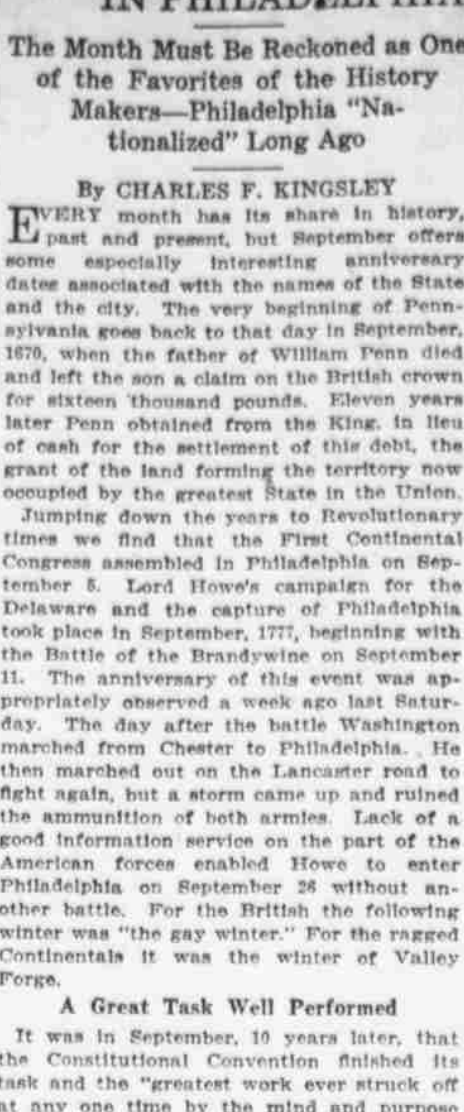 IN PHILADELPHIA
The Month Must Be Reckoned as One
of the Favorites of the History
Makers—Philadelphia "Na-
tionalized" Long Ago
By CHARLES F. KINGSLEY
EVERY month has its share in history,
past and present, but September offers
some especially interesting anniversary
dates associated with the names of the State
and the city. The very beginning of Penn-
sylvania goes back to that day in September,
1670, when the father of William Penn died
and left the son a claim on the British crown
for sixteen thousand pounds. Eleven years
later Penn obtained from the King, in lieu
of cash for the settlement of this debt, the
grant of the land forming the territory now
occupied by the greatest State in the Union.
Jumping down the years to Revolutionary
times we find that the First Continental
Congress assembled in Philadelphia on Sep-
tember 5. Lord Howe's campaign for the
Delaware and the capture of Philadelphia
took place in September, 1777, beginning with
the Battle of the Brandywine on September
11. The anniversary of this event was ap-
propriately observed a week ago last Satur-
day. The day after the battle Washington
marched from Chester to Philadelphia. He
then marched out on the Lancaster road to
fight again, but a storm came up and ruined
the ammunition of both armies. Lack of a
good information service on the part of the
American forces enabled Howe to enter
Philadelphia on September 26 without an-
other battle. For the British the following
winter was "the gay winter." For the ragged
Continentals it was the winter of Valley
Forge.
A Great Task Well Performed
It was in September, 10 years later, that
the Constitutional Convention finished its
task and the "greatest work ever struck off
at any one time by the mind and purpose